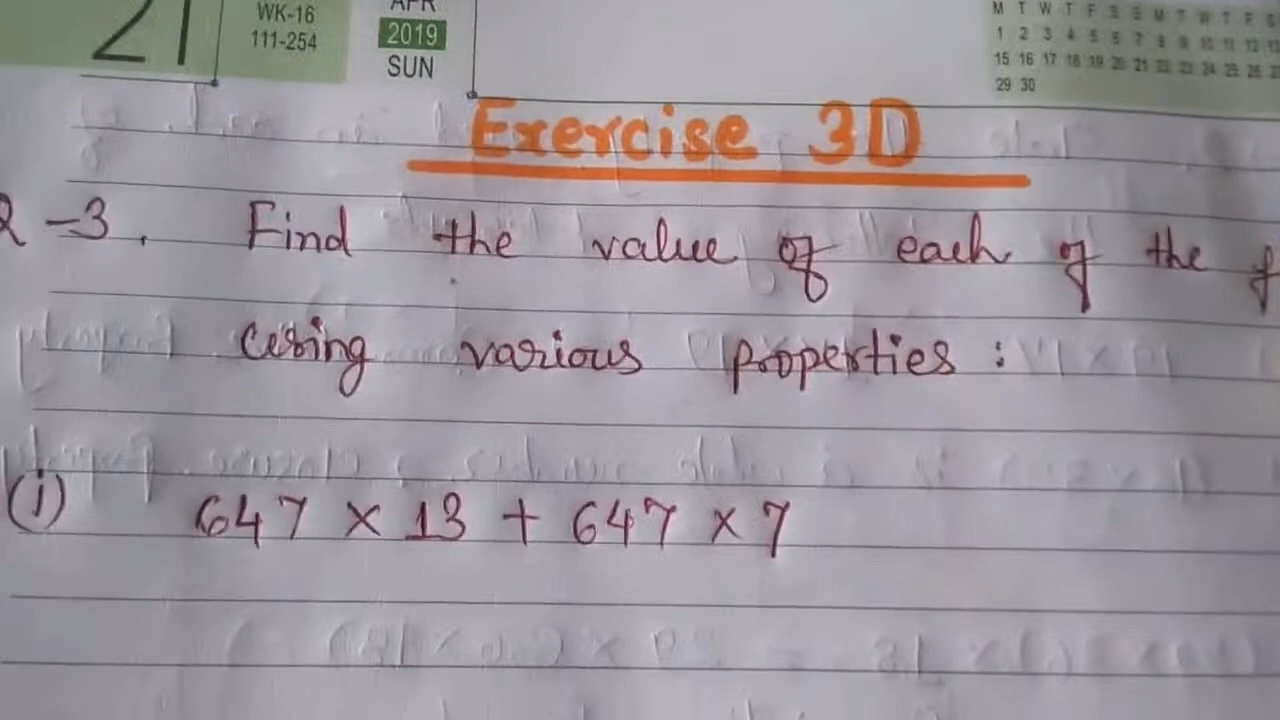 21
WK-16
111-254
APR
2019
SUN
M T W T F S S M T W T F S
1 2 3 4 5 6 7 8 9 10 11 12 13
15 16 17 18 19 20 21 22 23 24 25 26
29 30
Exercise 3D
-3. Find the value of each of the
using various properties :
(i) 647 × 13 + 647 × 7